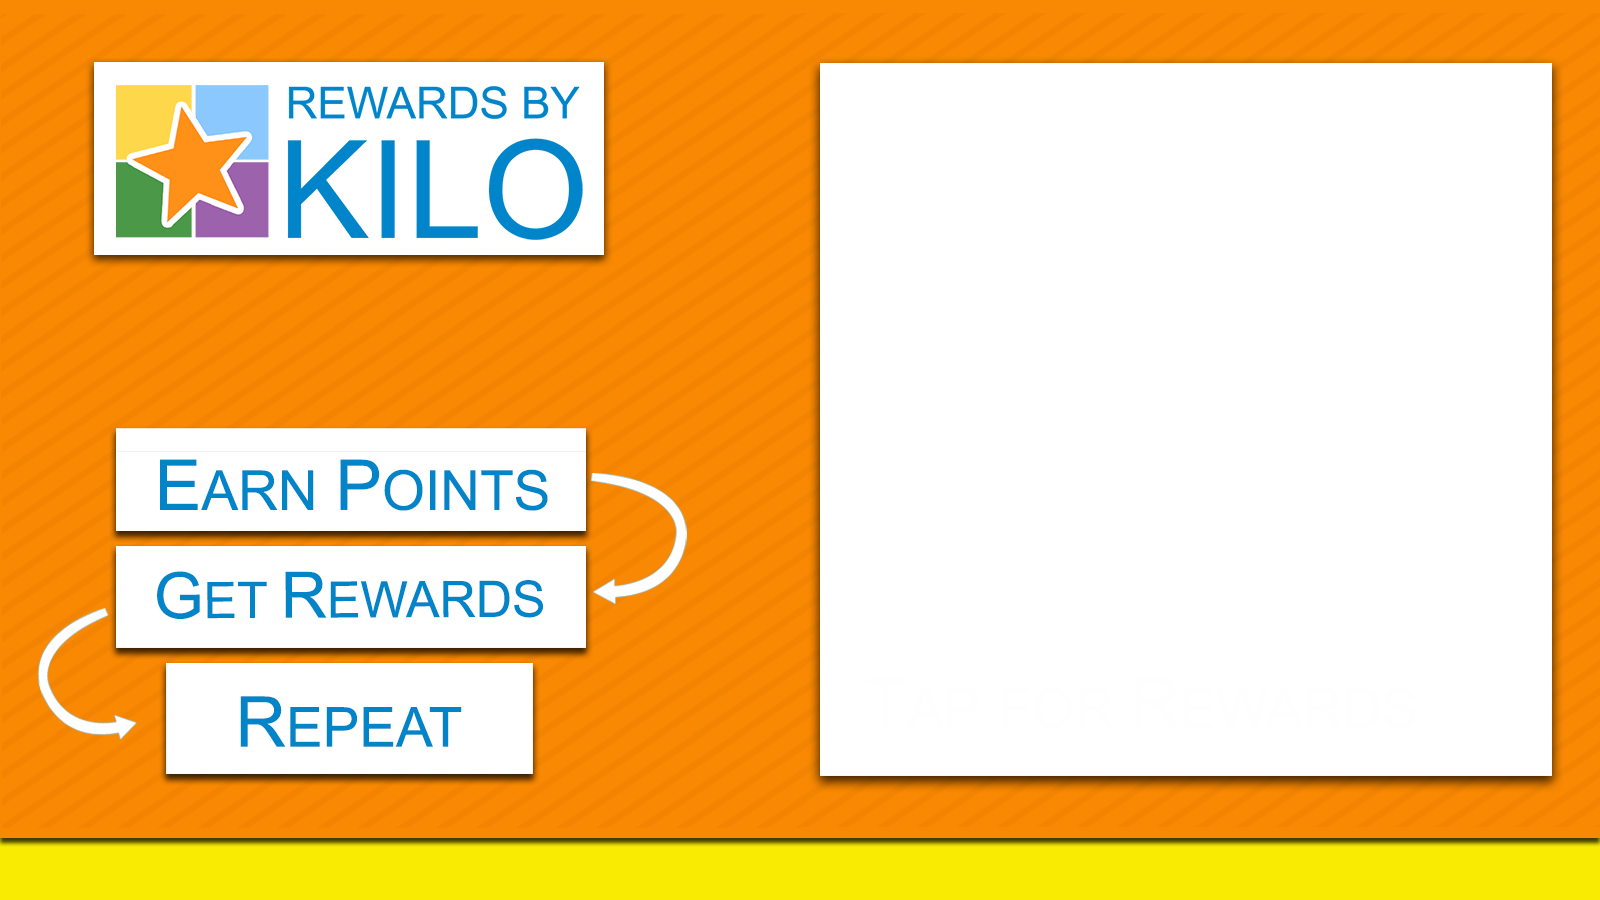 REWARDS BY
KILO
EARN POINTS
GET REWARDS
REPEAT